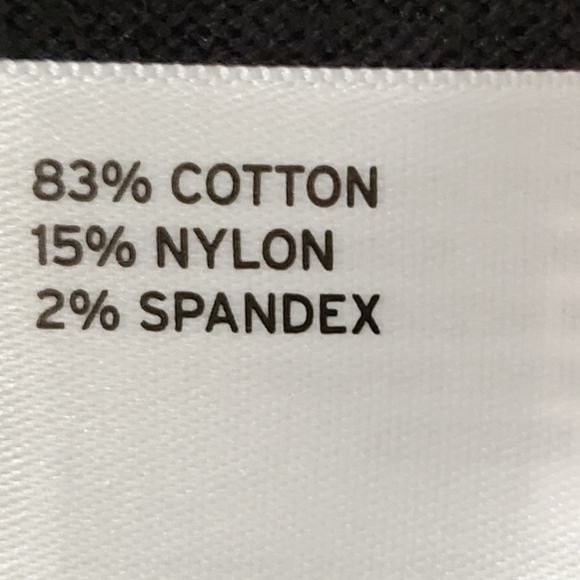 83% COTTON
15% NYLON
2% SPANDEX